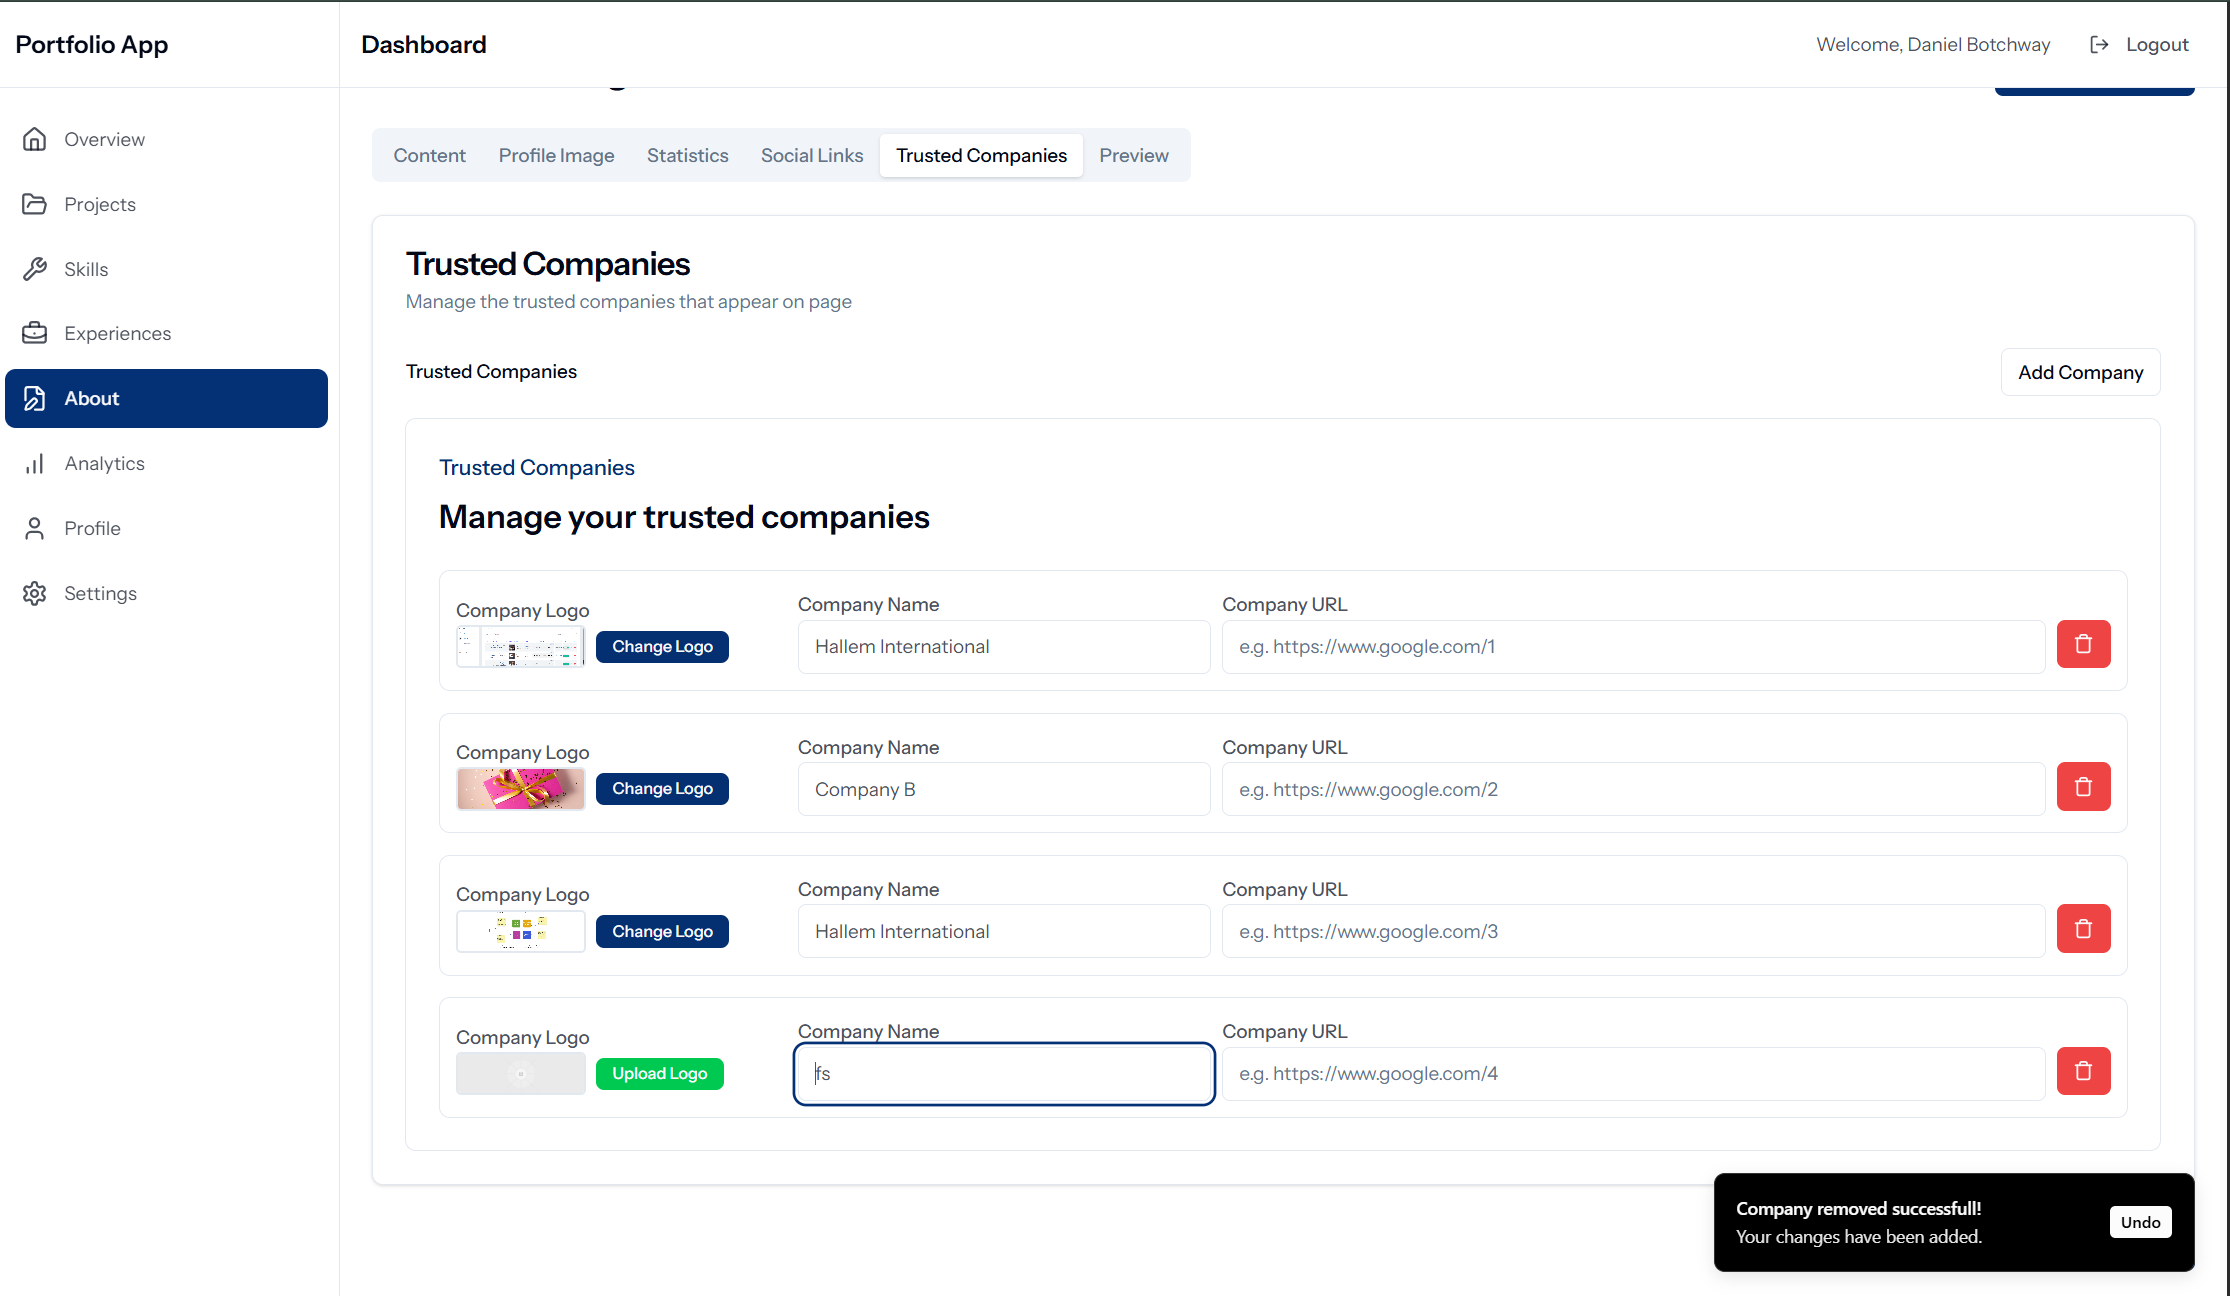 Portfolio App
Dashboard
Welcome, Daniel Botchway
Logout
Overview
Projects
Skills
Experiences
About
Analytics
Profile
Settings
Content
Profile Image
Statistics
Social Links
Trusted Companies
Preview
Trusted Companies
Manage the trusted companies that appear on page
Trusted Companies
Add Company
Trusted Companies
Manage your trusted companies
Company Logo
Change Logo
Company Name
Hallem International
Company URL
e.g. https://www.google.com/1
Company Logo
Change Logo
Company Name
Company B
Company URL
e.g. https://www.google.com/2
Company Logo
Change Logo
Company Name
Hallem International
Company URL
e.g. https://www.google.com/3
Company Logo
Upload Logo
Company Name
fs
Company URL
e.g. https://www.google.com/4
Company removed successfull!
Your changes have been added.
Undo